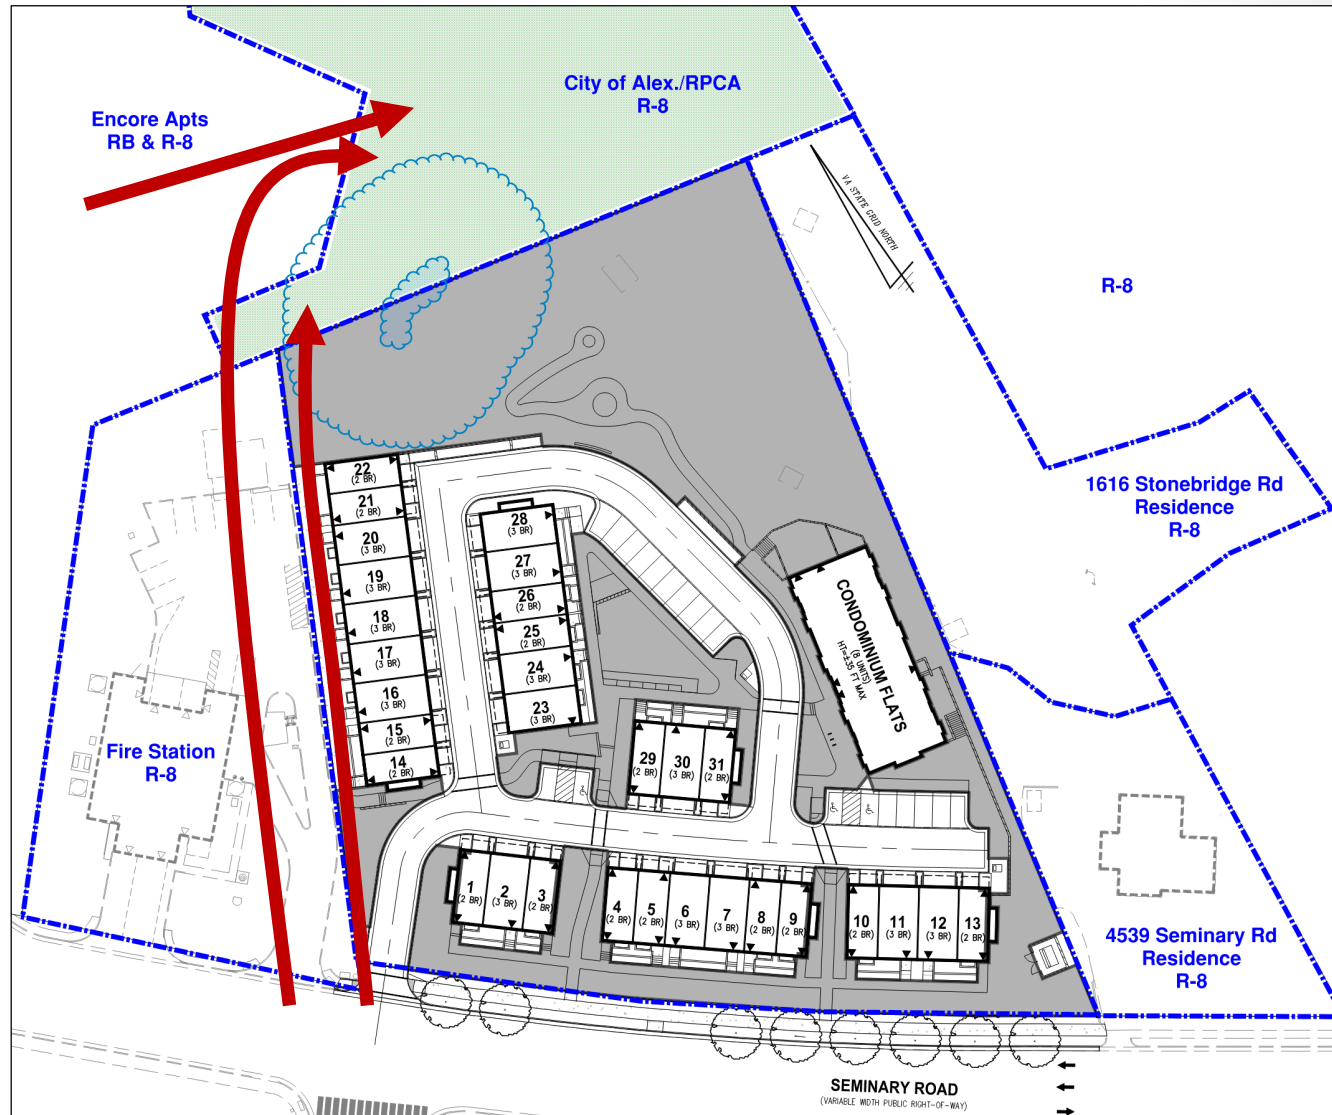 City of Alex./RPCA
R-8
Encore Apts
RB & R-8
VA STATE GRID NORTH
R-8
1616 Stonebridge Rd
Residence
R-8
22
(2 BR)
21
(2 BR)
20
(3 BR)
19
(3 BR)
18
(3 BR)
17
(3 BR)
16
(3 BR)
15
(2 BR)
14
(2 BR)
28
(3 BR)
27
(3 BR)
26
(2 BR)
25
(2 BR)
24
(3 BR)
23
(3 BR)
CONDOMINIUM FLATS
(8 UNITS)
HT=±35 FT MAX
29
(2 BR)
30
(3 BR)
31
(2 BR)
Fire Station
R-8
1
(2 BR)
2
(3 BR)
3
(2 BR)
4
(2 BR)
5
(2 BR)
6
(3 BR)
7
(3 BR)
8
(2 BR)
9
(2 BR)
10
(2 BR)
11
(3 BR)
12
(3 BR)
13
(2 BR)
4539 Seminary Rd
Residence
R-8
SEMINARY ROAD
(VARIABLE WIDTH PUBLIC RIGHT-OF-WAY)